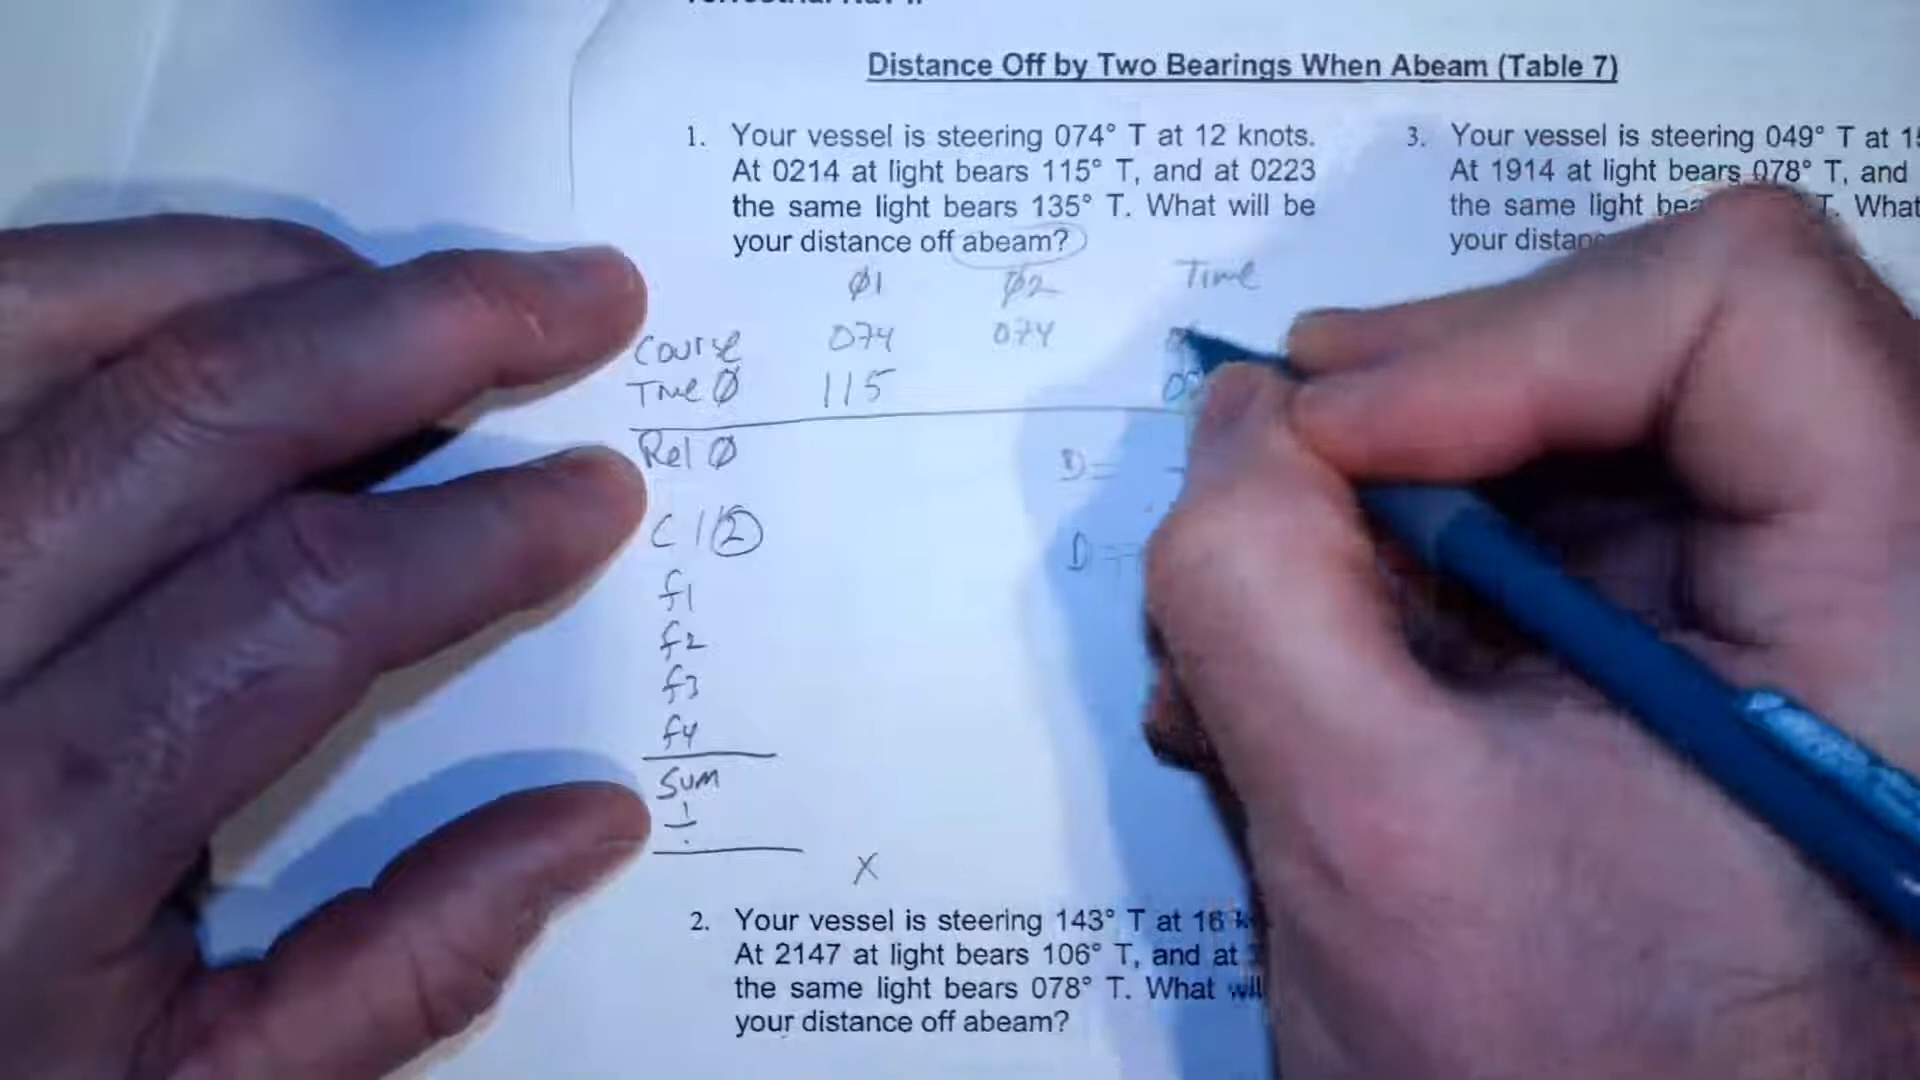 Distance Off by Two Bearings When Abeam (Table 7)
1. Your vessel is steering 074° T at 12 knots.
At 0214 at light bears 115° T, and at 0223
the same light bears 135° T. What will be
your distance off abeam?
Ø1 Ø2 Time
Course 074 074
True Ø 115
Rel Ø
D=
C 1 2
D=
f1
f2
f3
f4
Sum
÷
X
2. Your vessel is steering 143° T at 16
At 2147 at light bears 106° T, and at
the same light bears 078° T. What will
your distance off abeam?
3. Your vessel is steering 049° T at
At 1914 at light bears 078° T, and
the same light T. What
your